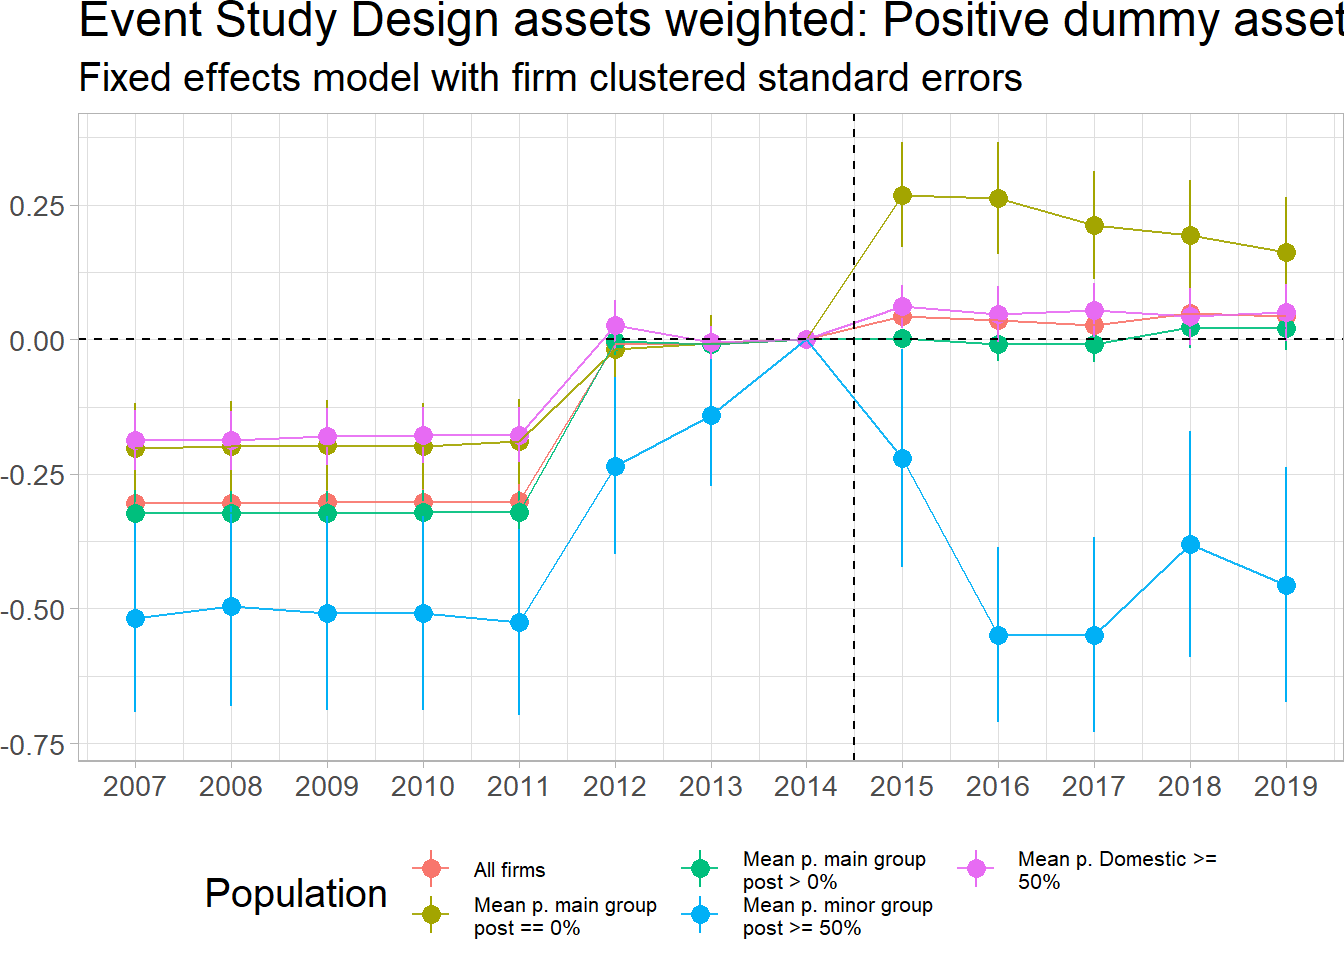 Event Study Design assets weighted: Positive dummy asset
Fixed effects model with firm clustered standard errors
0.25
0.00
-0.25
-0.50
-0.75
2007 2008 2009 2010 2011 2012 2013 2014 2015 2016 2017 2018 2019
Population
All firms
Mean p. main group
post == 0%
Mean p. main group
post > 0%
Mean p. minor group
post >= 50%
Mean p. Domestic >=
50%